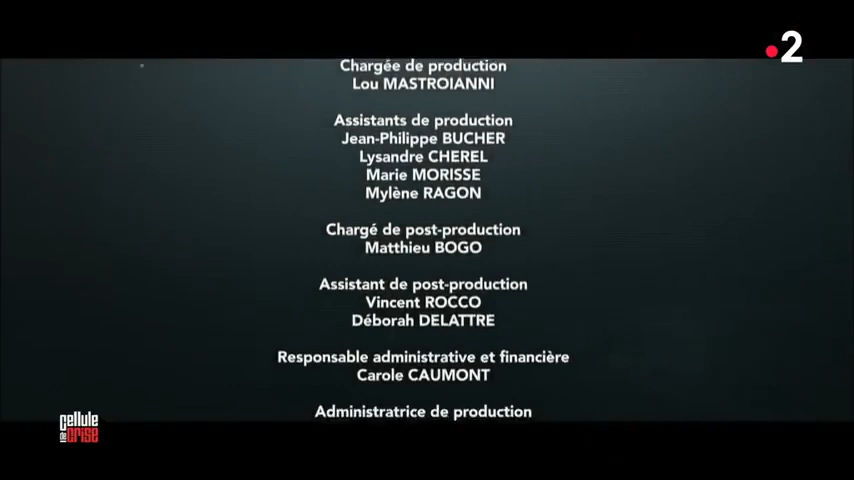 2
Chargée de production
Lou MASTROIANNI
Assistants de production
Jean-Philippe BUCHER
Lysandre CHEREL
Marie MORISSE
Mylène RAGON
Chargé de post-production
Matthieu BOGO
Assistant de post-production
Vincent ROCCO
Déborah DELATTRE
Responsable administrative et financière
Carole CAUMONT
Administratrice de production
cellule
de crise